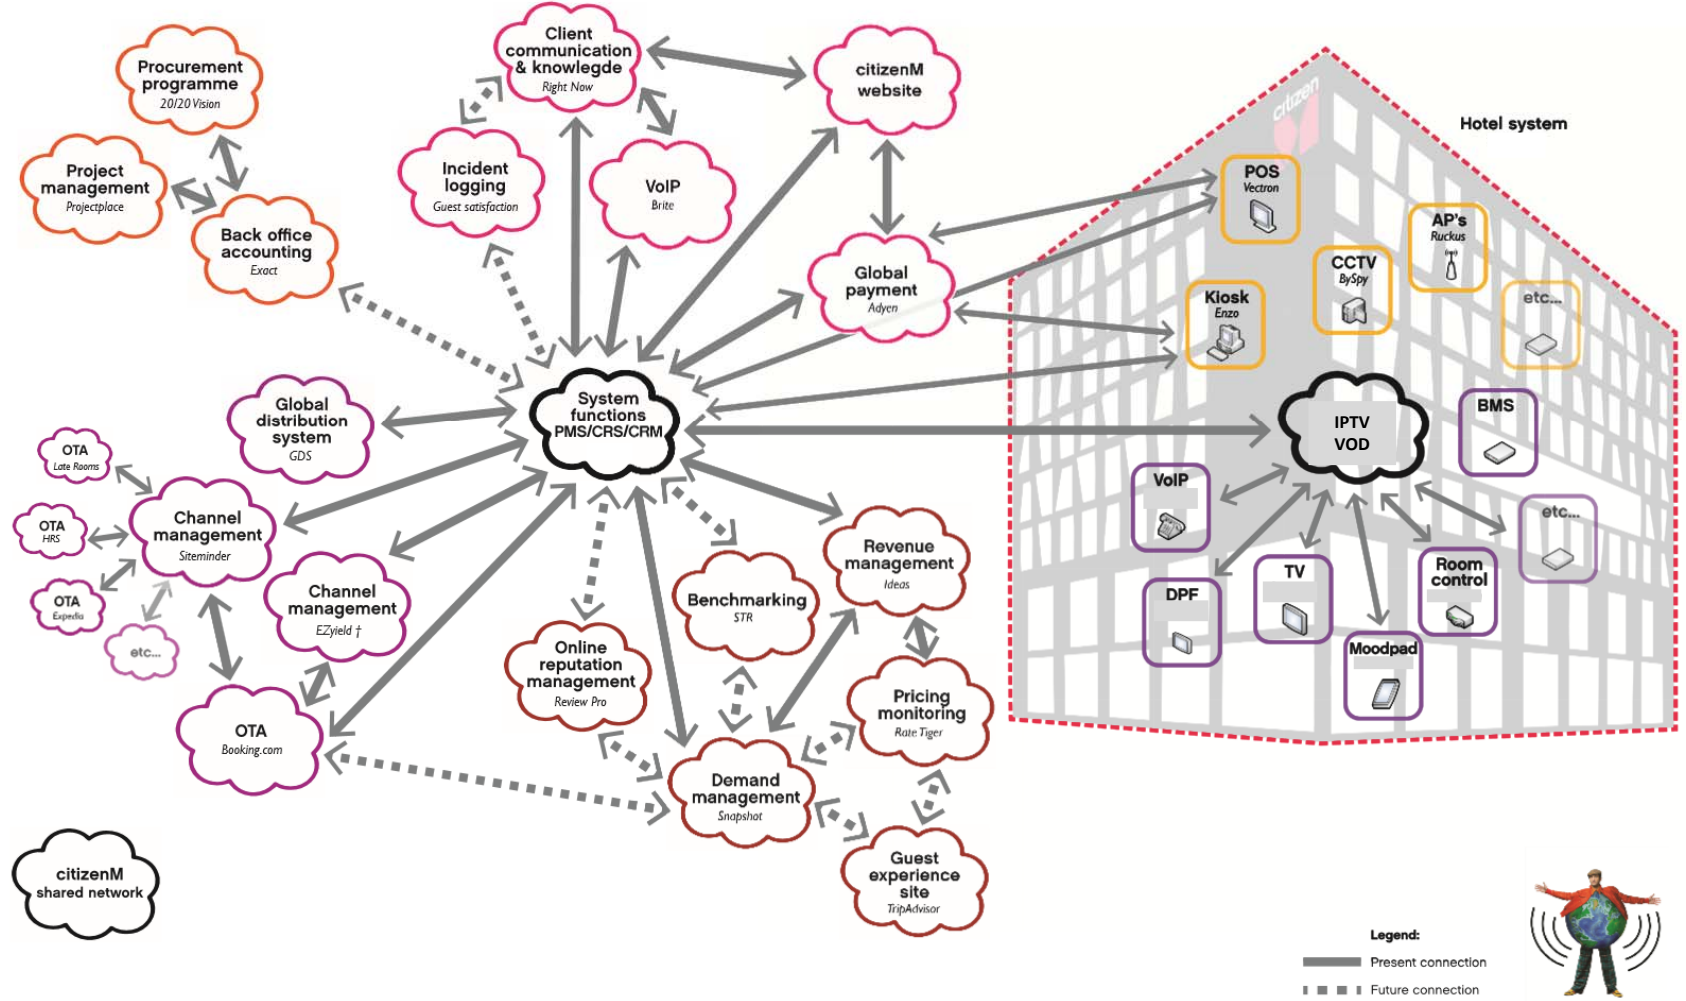 Client
communication
& knowlegde
Right Now
citizenM
website
Procurement
programme
20/20 Vision
Project
management
Projectplace
Back office
accounting
Exact
Incident
logging
Guest satisfaction
VoIP
Brite
Global
payment
Adyen
citizen
Hotel system
POS
Vectron
AP's
Ruckus
CCTV
BySpy
Kiosk
Enzo
etc...
System
functions
PMS/CRS/CRM
Global
distribution
system
GDS
IPTV
VOD
BMS
VoIP
etc...
DPF
TV
Room
control
Moodpad
OTA
Late Rooms
OTA
HRS
OTA
Expedia
etc...
Channel
management
Siteminder
Channel
management
EZyield †
OTA
Booking.com
Online
reputation
management
Review Pro
Benchmarking
STR
Revenue
management
Ideas
Pricing
monitoring
Rate Tiger
Demand
management
Snapshot
Guest
experience
site
TripAdvisor
citizenM
shared network
Legend:
Present connection
Future connection